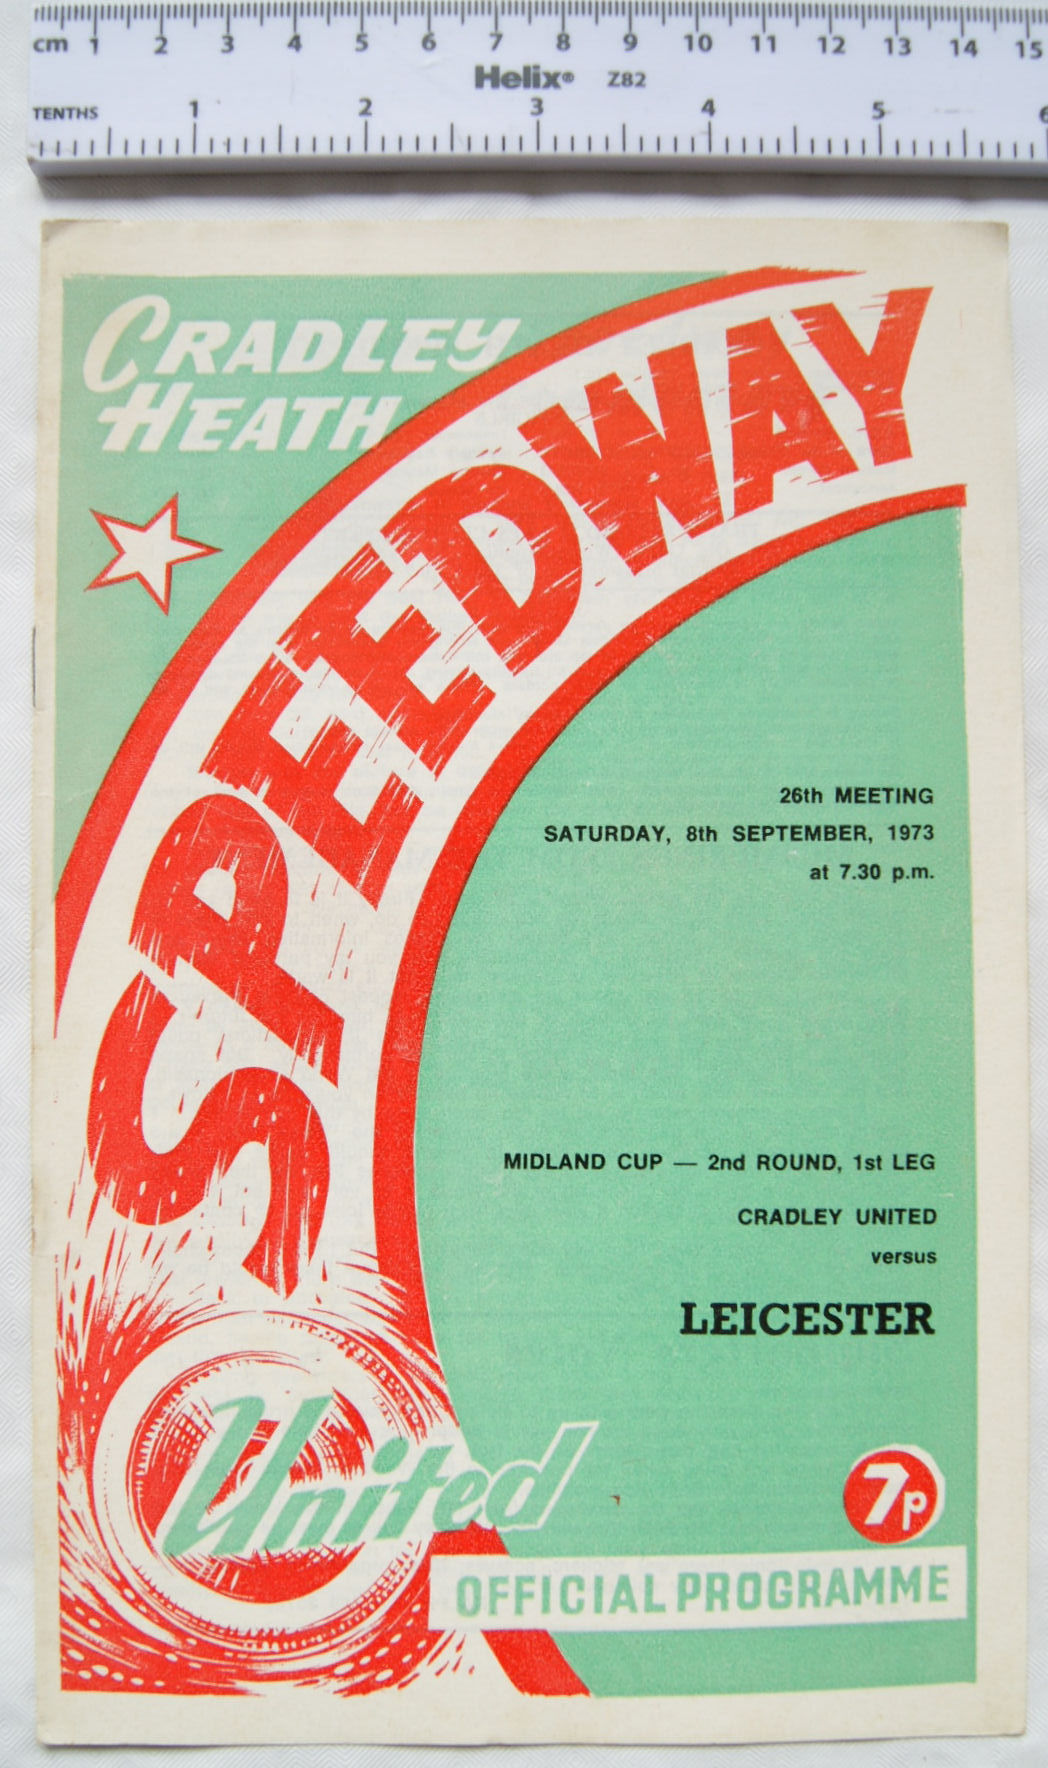 cm 1 2 3 4 5 6 7 8 9 10 11 12 13 14 15
Helix® Z82
TENTHS 1 2 3 4 5 6
CRADLEY
HEATH
SPEEDWAY
26th MEETING
SATURDAY, 8th SEPTEMBER, 1973
at 7.30 p.m.
MIDLAND CUP — 2nd ROUND, 1st LEG
CRADLEY UNITED
versus
LEICESTER
United
7p
OFFICIAL PROGRAMME